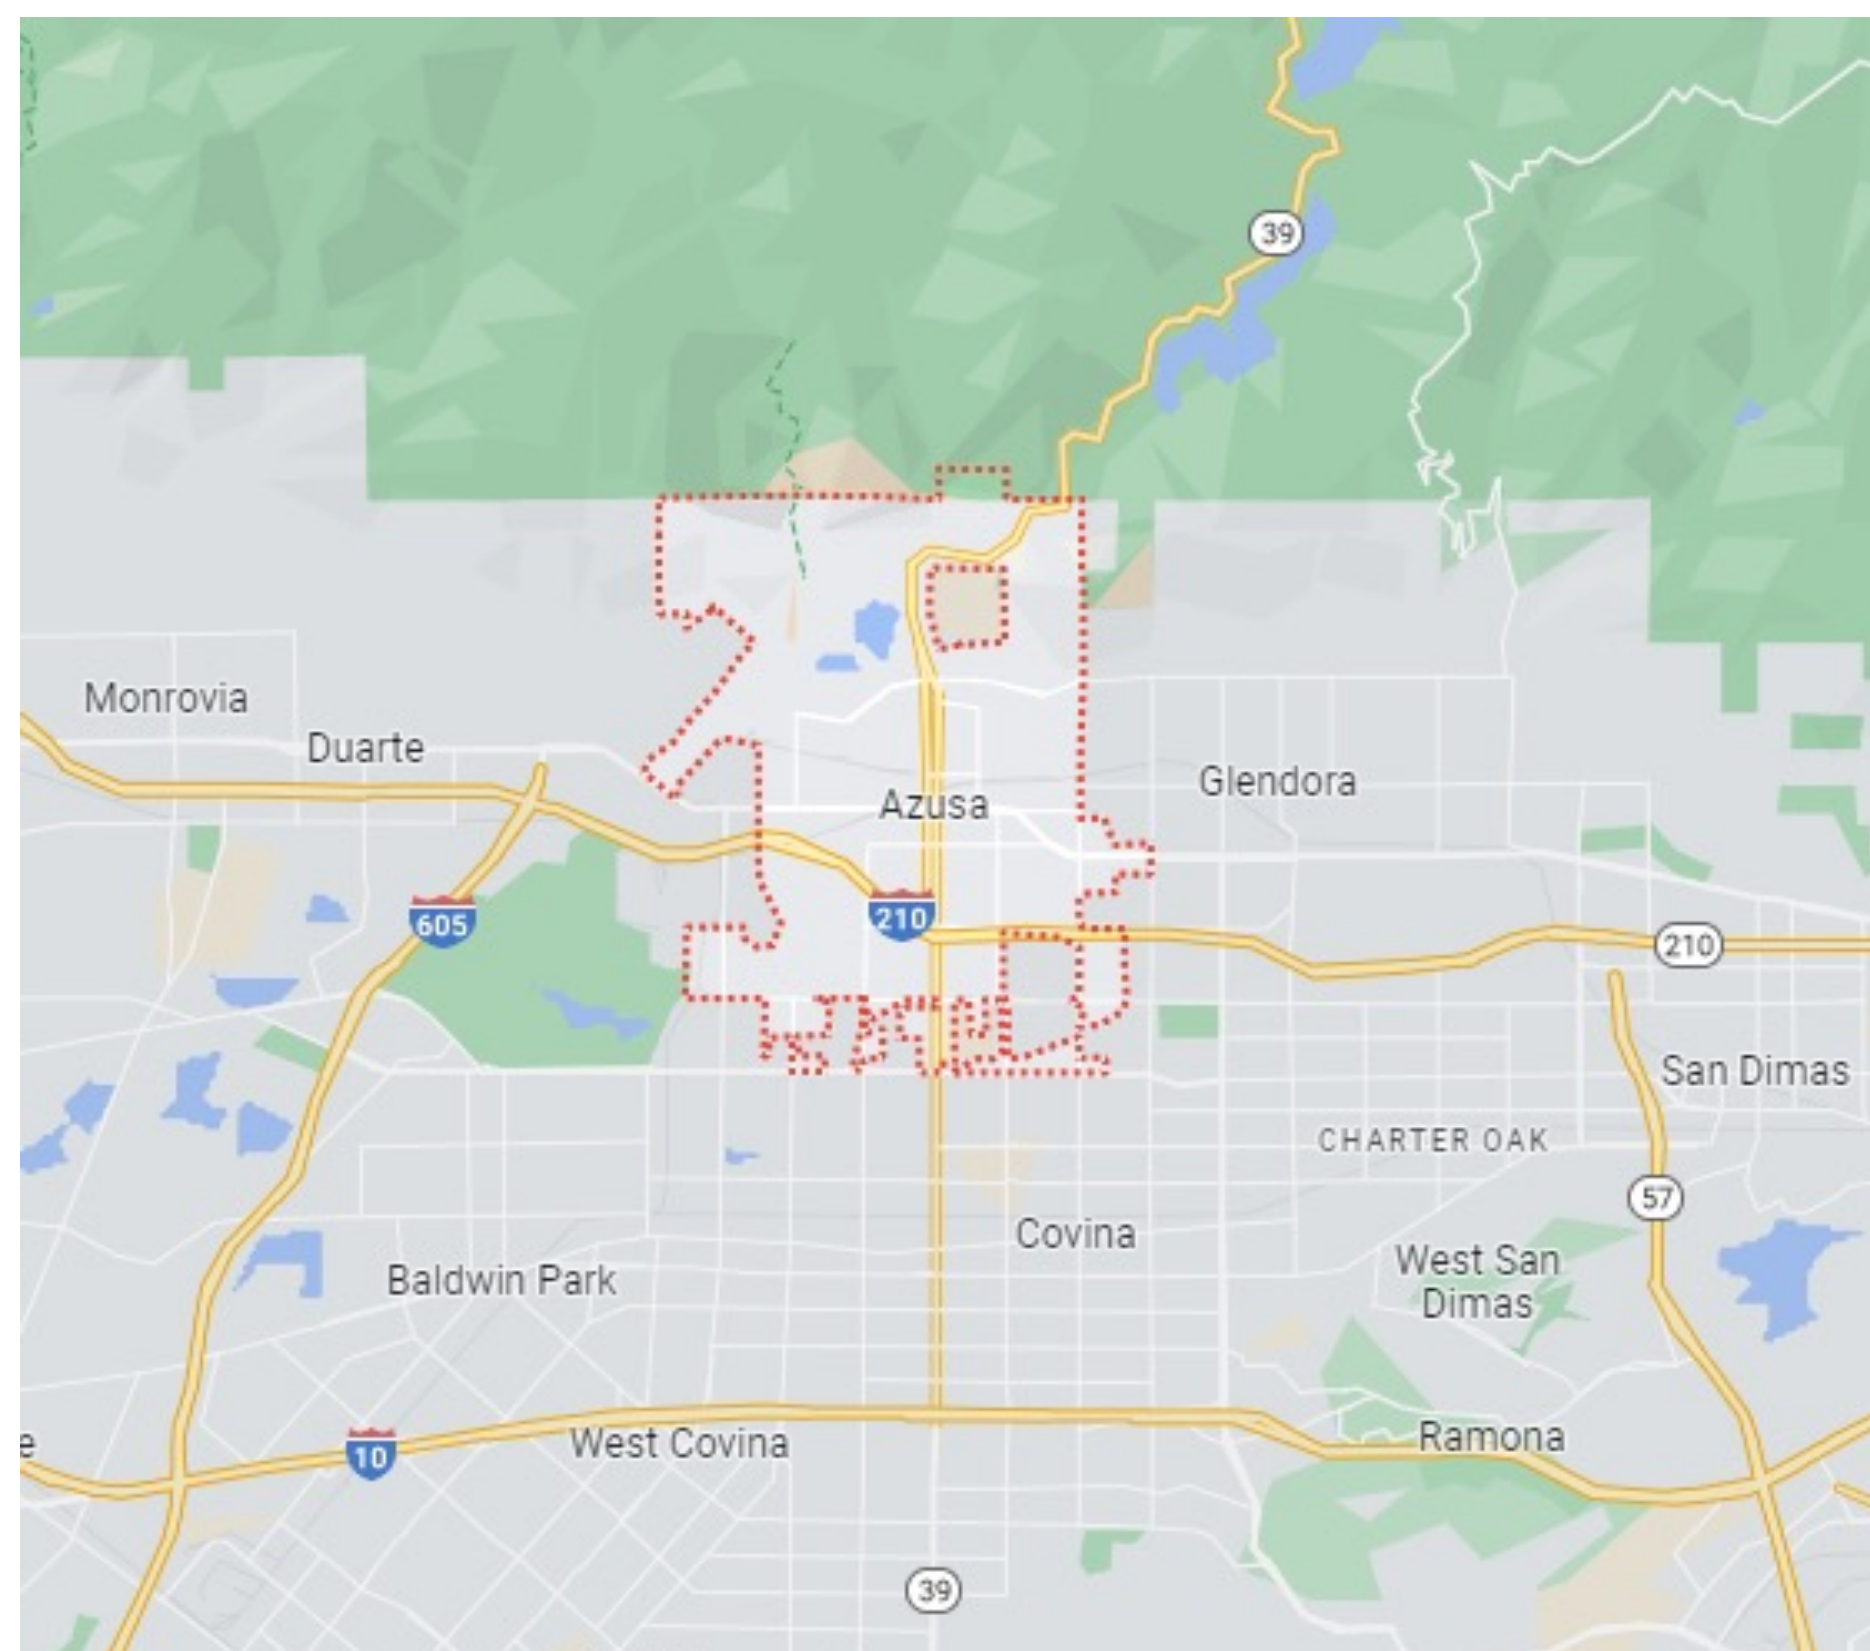 39
Monrovia
Duarte
Glendora
Azusa
605
210
210
San Dimas
CHARTER OAK
57
Covina
West San
Dimas
Baldwin Park
e
10
West Covina
Ramona
39